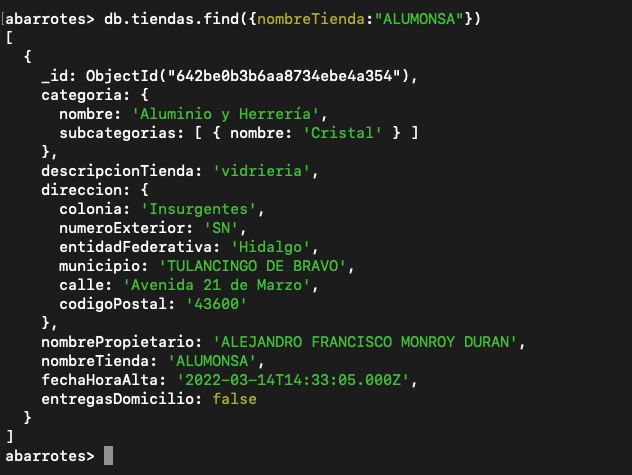 abarrotes> db.tiendas.find({nombreTienda:"ALUMONSA"})
[
  {
    _id: ObjectId("642be0b3b6aa8734ebe4a354"),
    categoria: {
      nombre: 'Aluminio y Herrería',
      subcategorias: [ { nombre: 'Cristal' } ]
    },
    descripcionTienda: 'vidrieria',
    direccion: {
      colonia: 'Insurgentes',
      numeroExterior: 'SN',
      entidadFederativa: 'Hidalgo',
      municipio: 'TULANCINGO DE BRAVO',
      calle: 'Avenida 21 de Marzo',
      codigoPostal: '43600'
    },
    nombrePropietario: 'ALEJANDRO FRANCISCO MONROY DURAN',
    nombreTienda: 'ALUMONSA',
    fechaHoraAlta: '2022-03-14T14:33:05.000Z',
    entregasDomicilio: false
  }
]
abarrotes>